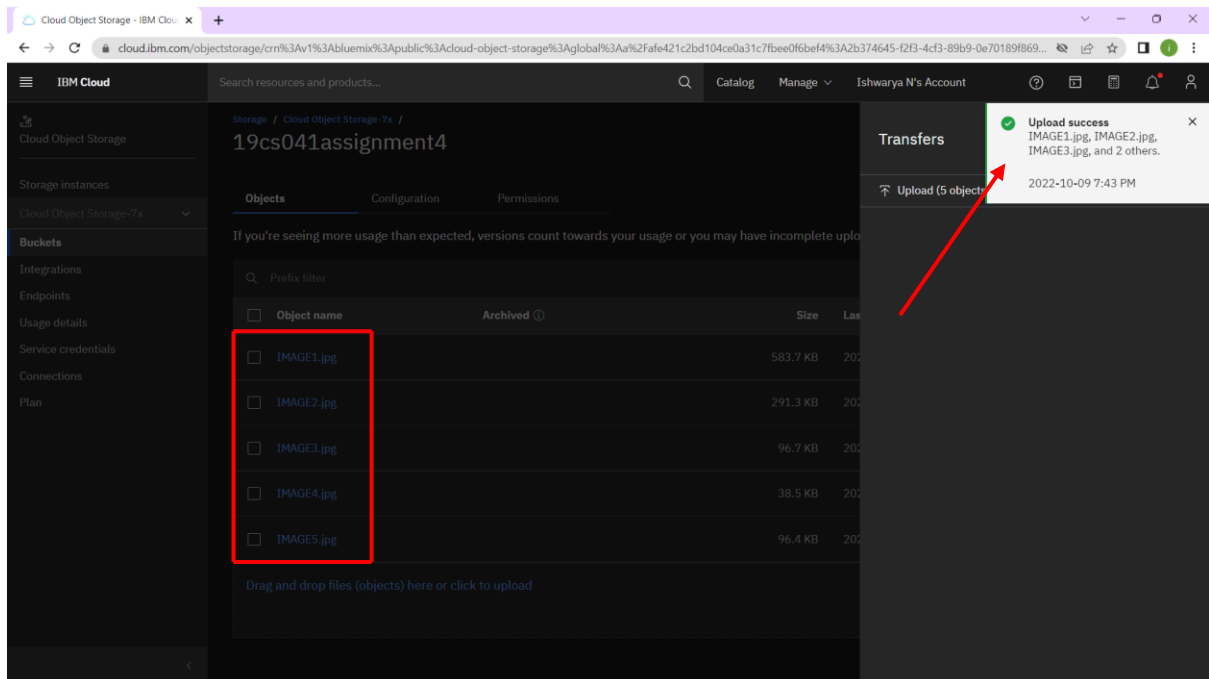 Cloud Object Storage - IBM Clou
cloud.ibm.com/objectstorage/crn%3Av1%3Abluemix%3Apublic%3Acloud-object-storage%3Aglobal%3Aa%2Fafe421c2bd104ce0a31c7fbee0f6bef4%3A2b374645-f2f3-4cf3-89b9-0e70189f869...
IBM Cloud
Search resources and products...
Catalog
Manage
Ishwarya N's Account
Cloud Object Storage
Storage instances
Cloud Object Storage-7x
Buckets
Integrations
Endpoints
Usage details
Service credentials
Connections
Plan
Storage / Cloud Object Storage-7x /
19cs041assignment4
Objects Configuration Permissions
If you're seeing more usage than expected, versions count towards your usage or you may have incomplete uplo
Prefix filter
Object name Archived Size Las
IMAGE1.jpg 583.7 KB 202
IMAGE2.jpg 291.3 KB 202
IMAGE3.jpg 96.7 KB 202
IMAGE4.jpg 38.5 KB 202
IMAGE5.jpg 96.4 KB 202
Drag and drop files (objects) here or click to upload
Transfers
Upload (5 objects
Upload success
IMAGE1.jpg, IMAGE2.jpg,
IMAGE3.jpg, and 2 others.
2022-10-09 7:43 PM